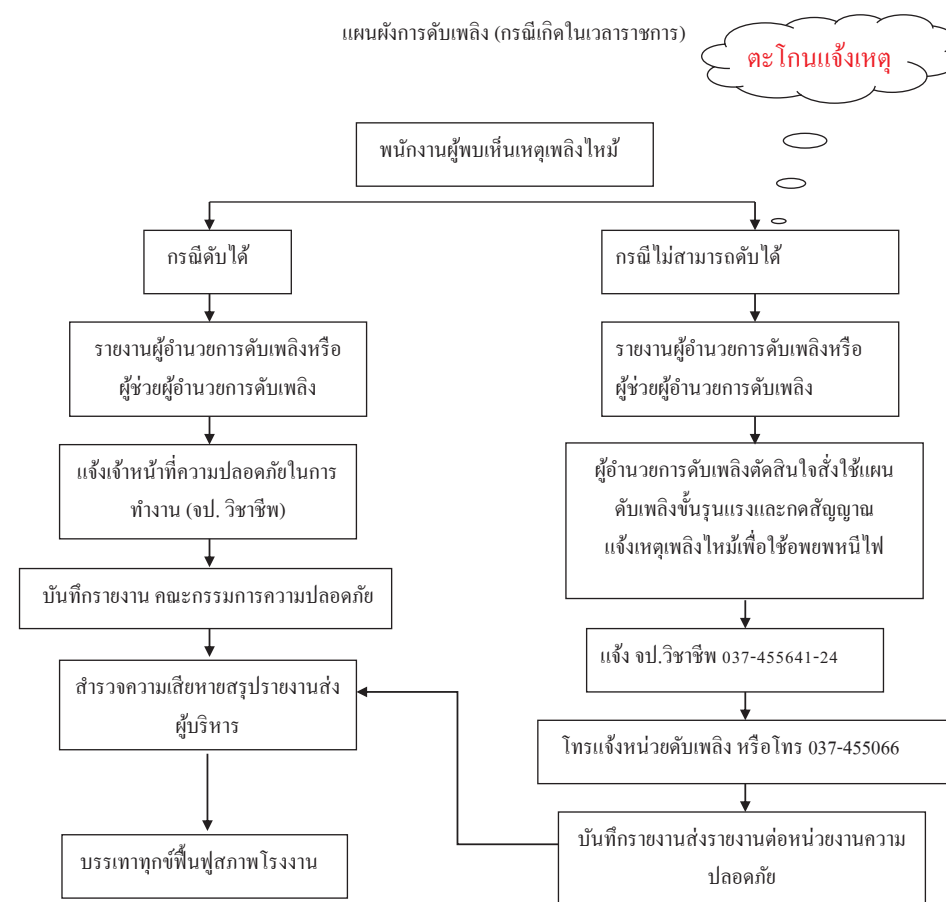 แผนผังการดับเพลิง (กรณีเกิดในเวลาราชการ)
ตะโกนแจ้งเหตุ
พนักงานผู้พบเห็นเหตุเพลิงไหม้
กรณีดับได้
กรณีไม่สามารถดับได้
รายงานผู้อำนวยการดับเพลิงหรือ
ผู้ช่วยผู้อำนวยการดับเพลิง
รายงานผู้อำนวยการดับเพลิงหรือ
ผู้ช่วยผู้อำนวยการดับเพลิง
แจ้งเจ้าหน้าที่ความปลอดภัยในการ
ทำงาน (จป. วิชาชีพ)
ผู้อำนวยการดับเพลิงตัดสินใจสั่งใช้แผน
ดับเพลิงขั้นรุนแรงและกดสัญญาณ
แจ้งเหตุเพลิงไหม้เพื่อใช้อพยพหนีไฟ
บันทึกรายงาน คณะกรรมการความปลอดภัย
แจ้ง จป.วิชาชีพ 037-455641-24
สำรวจความเสียหายสรุปรายงานส่ง
ผู้บริหาร
โทรแจ้งหน่วยดับเพลิง หรือโทร 037-455066
บันทึกรายงานส่งรายงานต่อหน่วยงานความ
ปลอดภัย
บรรเทาทุกข์ฟื้นฟูสภาพโรงงาน